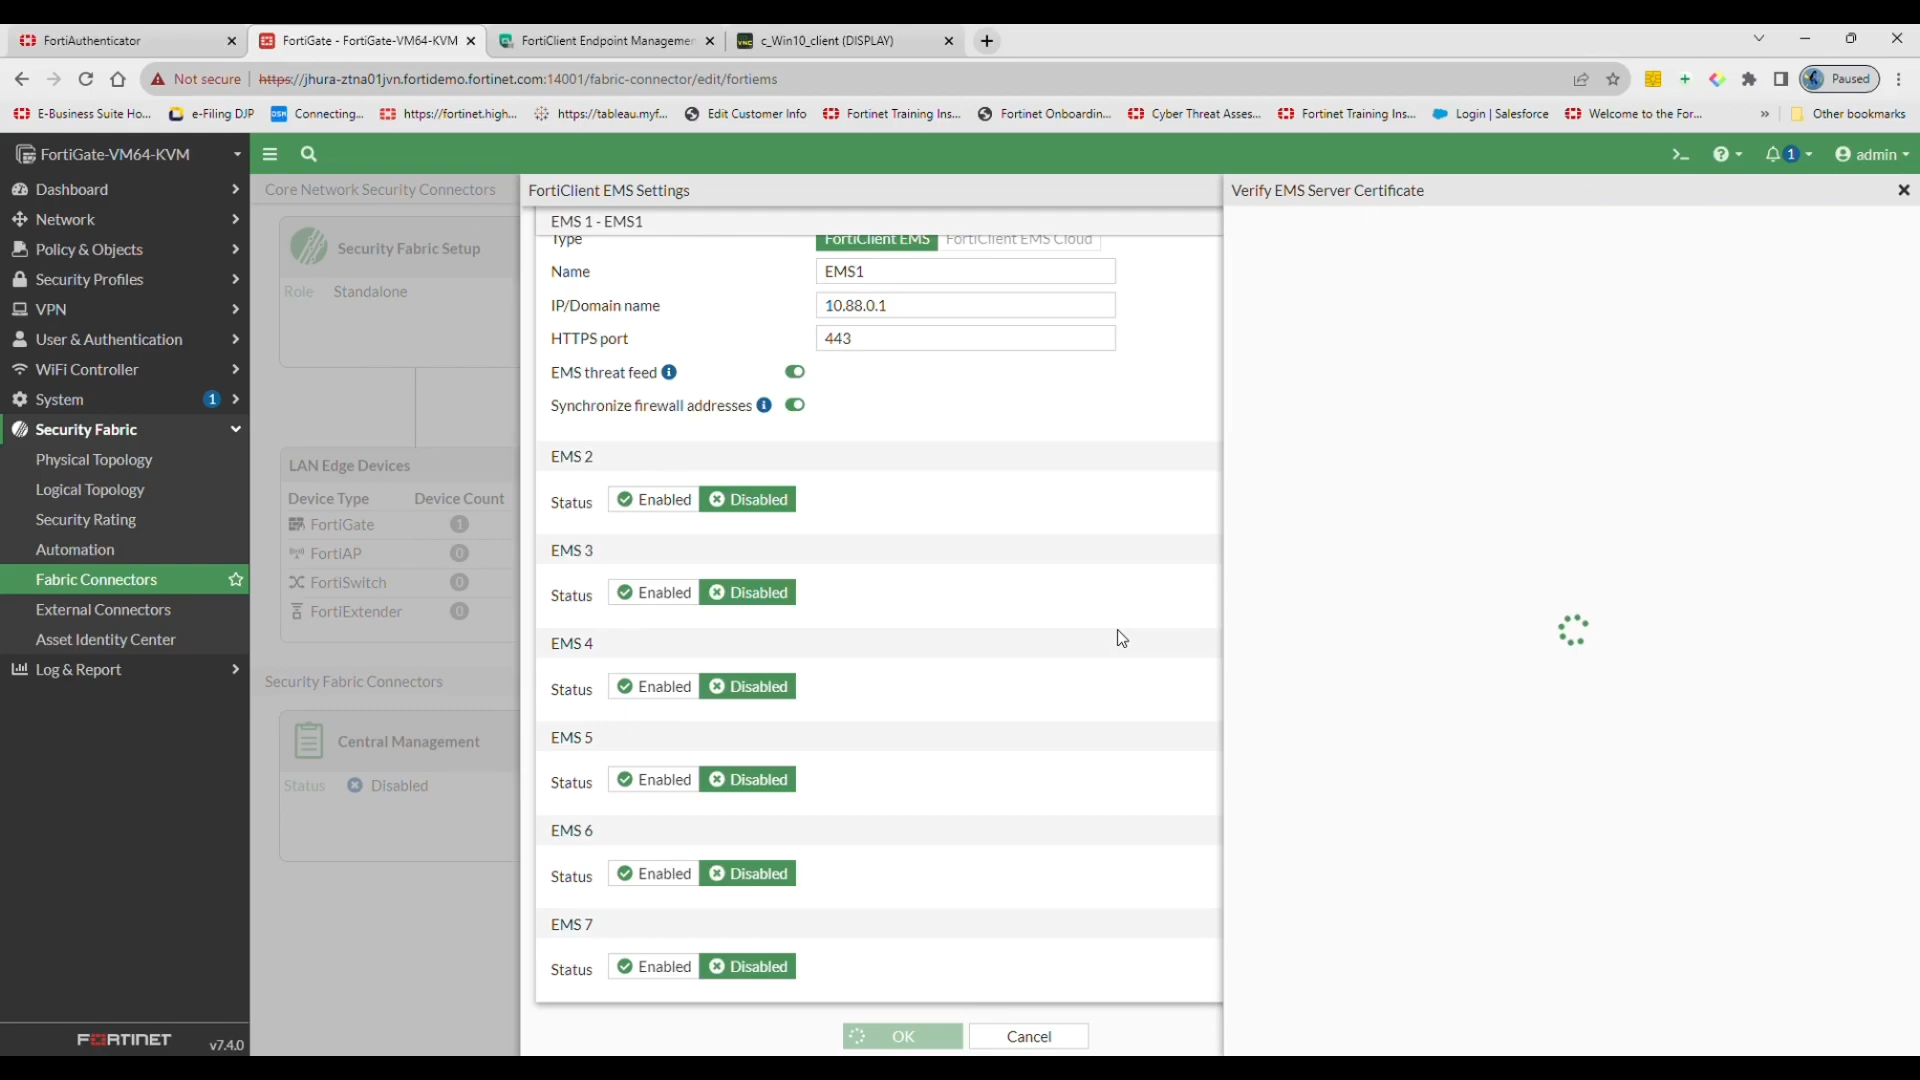 FortiAuthenticator
FortiGate - FortiGate-VM64-KVM
FortiClient Endpoint Managemen
c_Win10_client (DISPLAY)
Not secure
https://jhura-ztna01jvn.fortidemo.fortinet.com:14001/fabric-connector/edit/fortiems
Paused
E-Business Suite Ho...
e-Filing DJP
Connecting...
https://fortinet.high...
https://tableau.myf...
Edit Customer Info
Fortinet Training Ins...
Fortinet Onboardin...
Cyber Threat Asses...
Fortinet Training Ins...
Login | Salesforce
Welcome to the For...
»
Other bookmarks
FortiGate-VM64-KVM
1
admin
Dashboard
Network
Policy & Objects
Security Profiles
VPN
User & Authentication
WiFi Controller
System
1
Security Fabric
Physical Topology
Logical Topology
Security Rating
Automation
Fabric Connectors
External Connectors
Asset Identity Center
Log & Report
FORTINET
v7.4.0
Core Network Security Connectors
Security Fabric Setup
Role Standalone
LAN Edge Devices
Device Type Device Count
FortiGate 1
FortiAP 0
FortiSwitch 0
FortiExtender 0
Security Fabric Connectors
Central Management
Status Disabled
FortiClient EMS Settings
EMS 1 - EMS1
Type FortiClient EMS FortiClient EMS Cloud
Name EMS1
IP/Domain name 10.88.0.1
HTTPS port 443
EMS threat feed
Synchronize firewall addresses
EMS 2
Status Enabled Disabled
EMS 3
Status Enabled Disabled
EMS 4
Status Enabled Disabled
EMS 5
Status Enabled Disabled
EMS 6
Status Enabled Disabled
EMS 7
Status Enabled Disabled
OK Cancel
Verify EMS Server Certificate